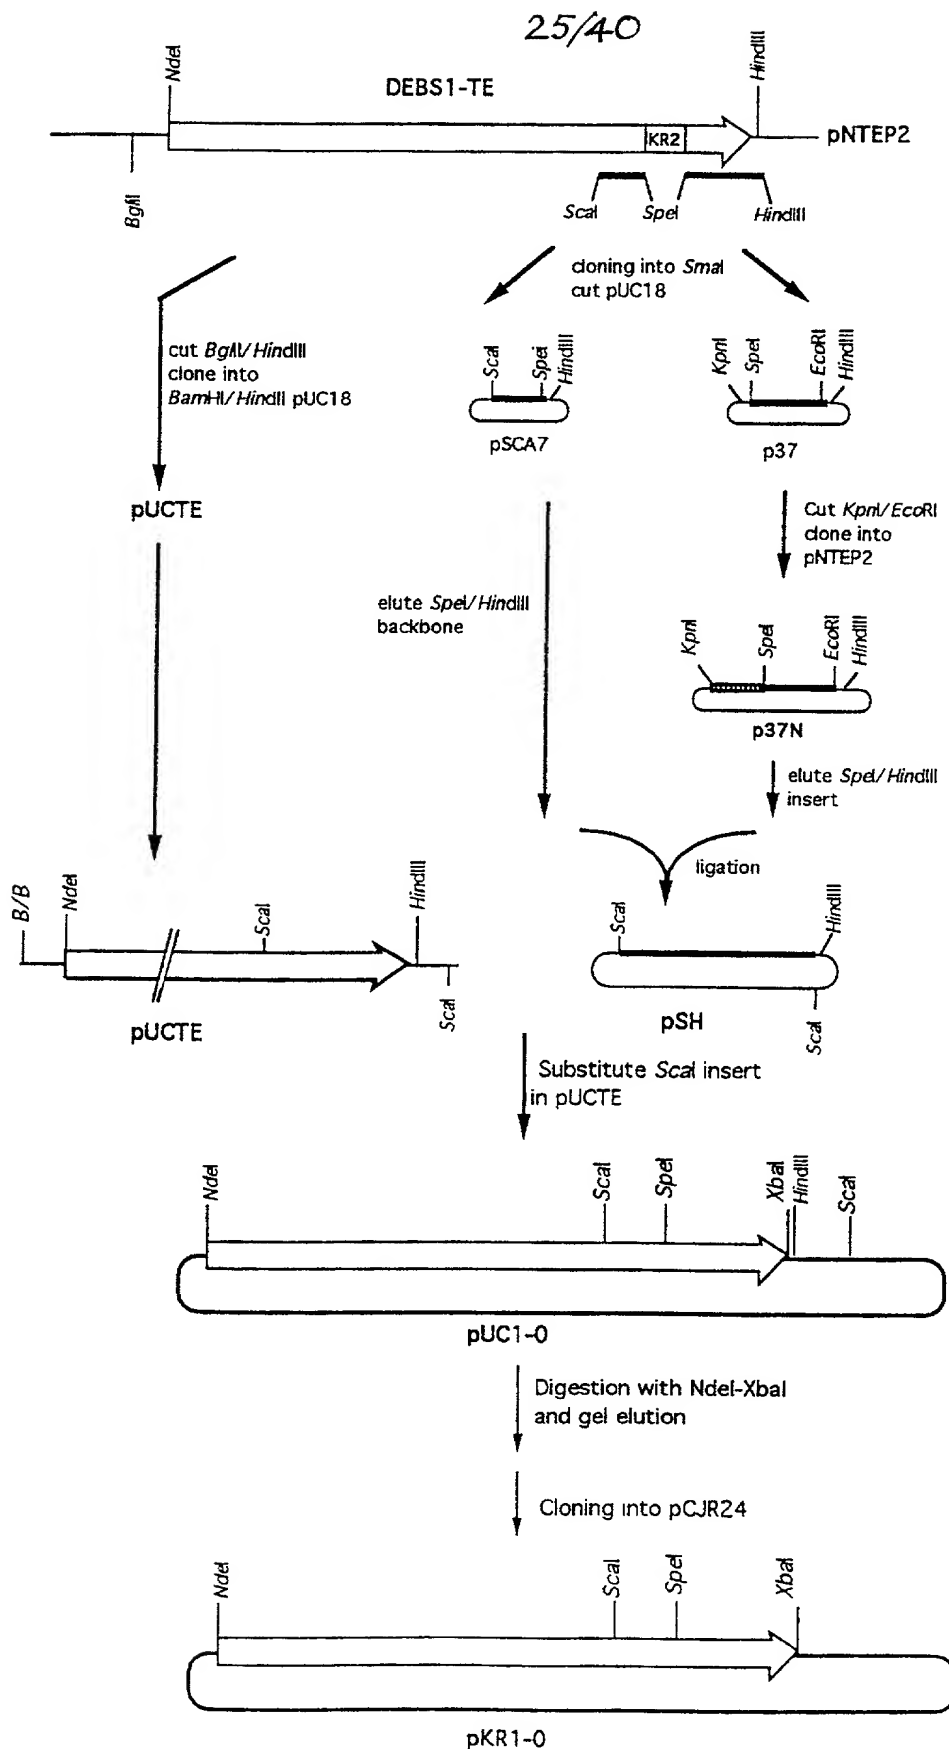 25/40
NdeI
DEBS1-TE
HindIII
KR2
pNTEP2
BglII
ScaI
SpeI
HindIII
cloning into SmaI
cut pUC18
cut BglII/HindIII
clone into
BamHI/HindII pUC18
ScaI
SpeI
HindIII
pSCA7
KpnI
SpeI
EcoRI
HindIII
p37
pUCTE
Cut KpnI/EcoRI
clone into
pNTEP2
elute SpeI/HindIII
backbone
KpnI
SpeI
EcoRI
HindIII
p37N
elute SpeI/HindIII
insert
ligation
B/B
NdeI
ScaI
HindIII
ScaI
pUCTE
ScaI
HindIII
pSH
ScaI
Substitute ScaI insert
in pUCTE
NdeI
ScaI
SpeI
XbaI
HindIII
ScaI
pUC1-0
Digestion with NdeI-XbaI
and gel elution
Cloning into pCJR24
NdeI
ScaI
SpeI
XbaI
pKR1-0